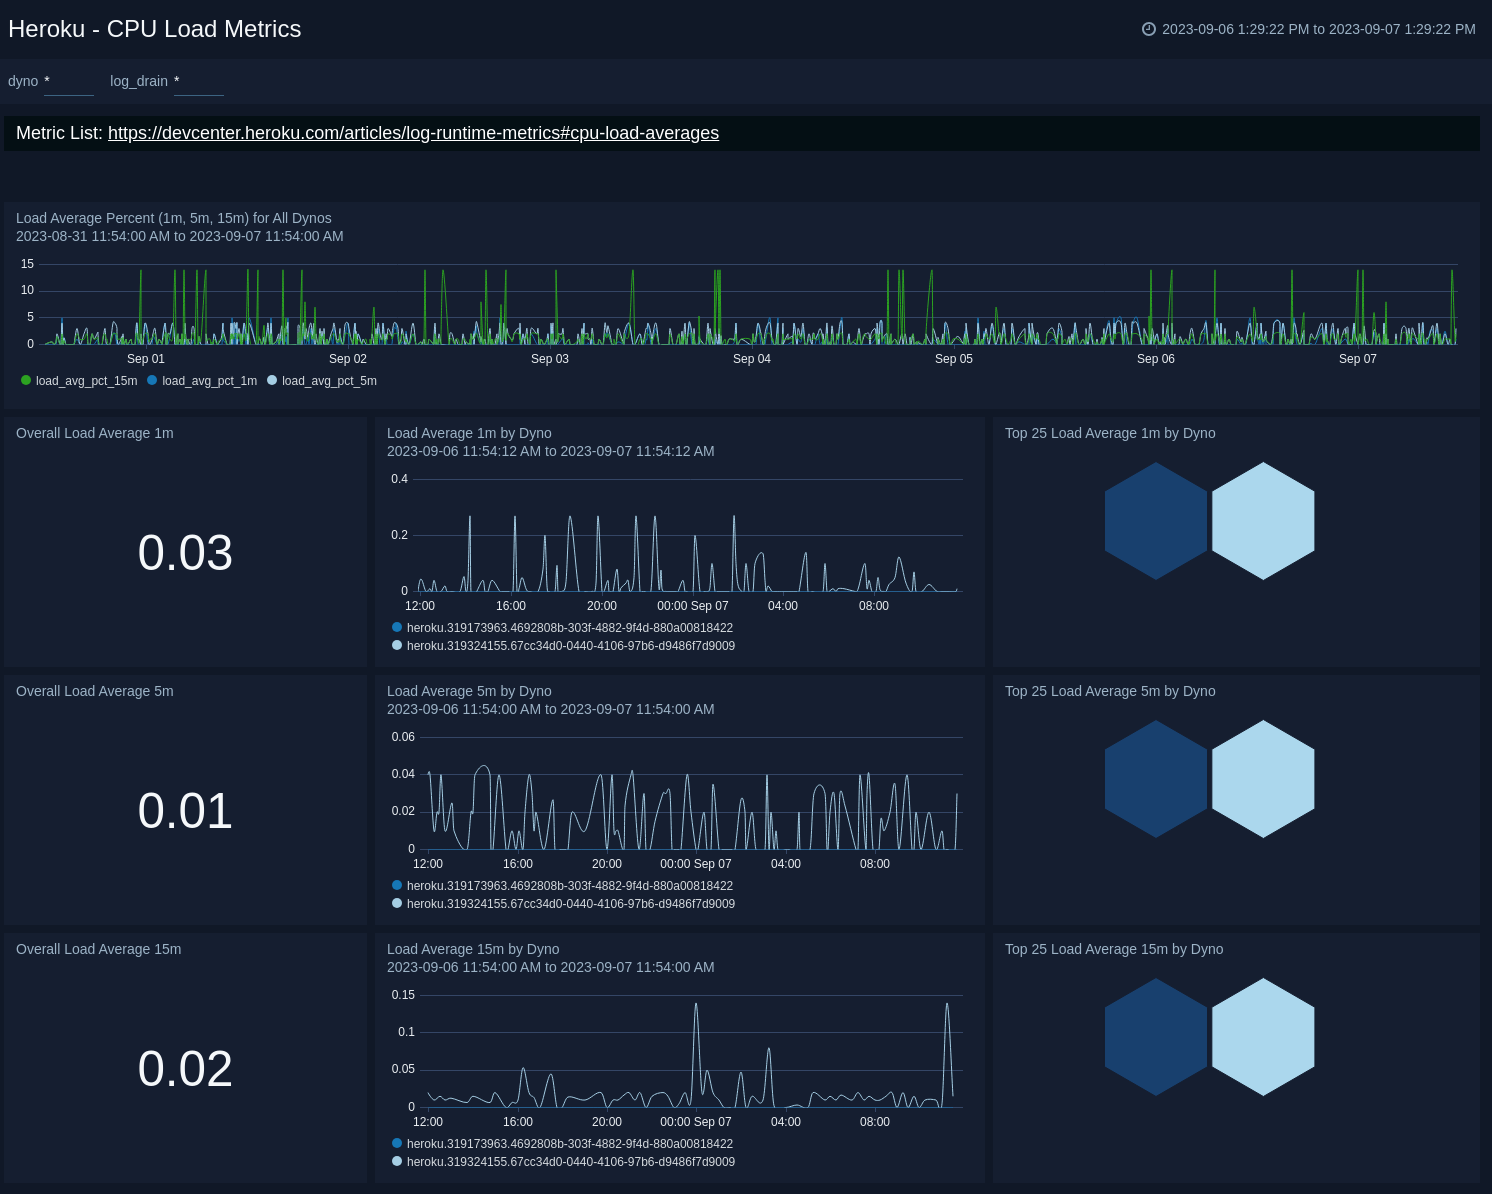 Heroku - CPU Load Metrics
2023-09-06 1:29:22 PM to 2023-09-07 1:29:22 PM
dyno * log_drain *
Metric List: https://devcenter.heroku.com/articles/log-runtime-metrics#cpu-load-averages
Load Average Percent (1m, 5m, 15m) for All Dynos
2023-08-31 11:54:00 AM to 2023-09-07 11:54:00 AM
15
10
5
0
Sep 01 Sep 02 Sep 03 Sep 04 Sep 05 Sep 06 Sep 07
load_avg_pct_15m load_avg_pct_1m load_avg_pct_5m
Overall Load Average 1m
0.03
Load Average 1m by Dyno
2023-09-06 11:54:12 AM to 2023-09-07 11:54:12 AM
0.4
0.2
0
12:00 16:00 20:00 00:00 Sep 07 04:00 08:00
heroku.319173963.4692808b-303f-4882-9f4d-880a00818422
heroku.319324155.67cc34d0-0440-4106-97b6-d9486f7d9009
Top 25 Load Average 1m by Dyno
Overall Load Average 5m
0.01
Load Average 5m by Dyno
2023-09-06 11:54:00 AM to 2023-09-07 11:54:00 AM
0.06
0.04
0.02
0
12:00 16:00 20:00 00:00 Sep 07 04:00 08:00
heroku.319173963.4692808b-303f-4882-9f4d-880a00818422
heroku.319324155.67cc34d0-0440-4106-97b6-d9486f7d9009
Top 25 Load Average 5m by Dyno
Overall Load Average 15m
0.02
Load Average 15m by Dyno
2023-09-06 11:54:00 AM to 2023-09-07 11:54:00 AM
0.15
0.1
0.05
0
12:00 16:00 20:00 00:00 Sep 07 04:00 08:00
heroku.319173963.4692808b-303f-4882-9f4d-880a00818422
heroku.319324155.67cc34d0-0440-4106-97b6-d9486f7d9009
Top 25 Load Average 15m by Dyno